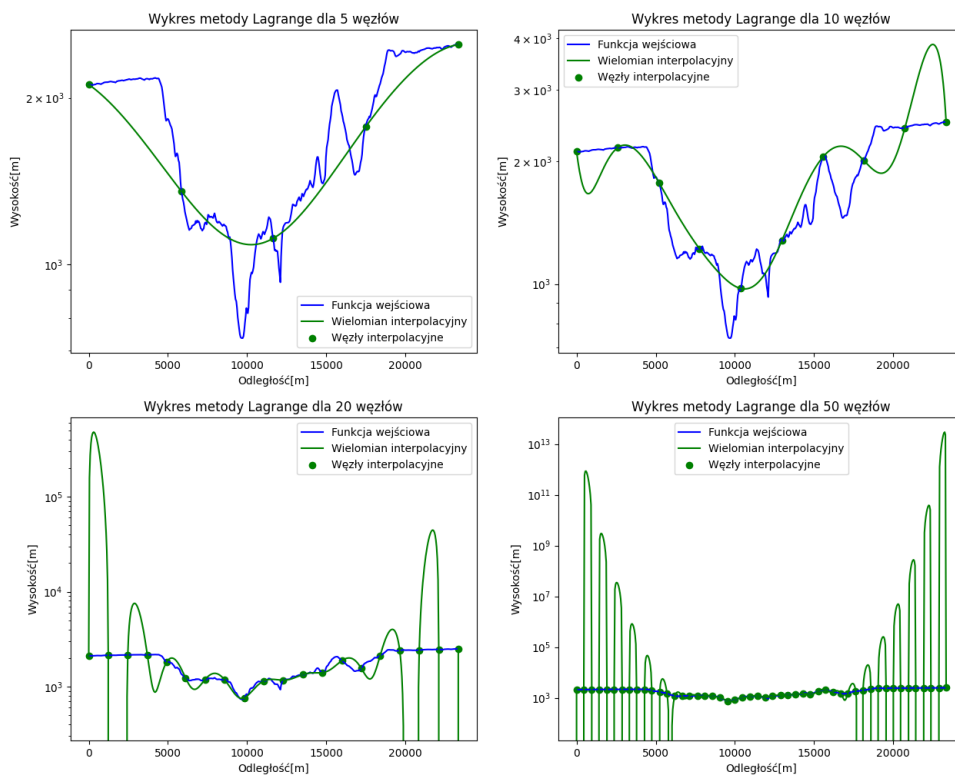 Wykres metody Lagrange dla 5 węzłów
2 × 10³
10³
Wysokość[m]
Funkcja wejściowa
Wielomian interpolacyjny
Węzły interpolacyjne
0 5000 10000 15000 20000
Odległość[m]
Wykres metody Lagrange dla 10 węzłów
4 × 10³
3 × 10³
2 × 10³
10³
Wysokość[m]
Funkcja wejściowa
Wielomian interpolacyjny
Węzły interpolacyjne
0 5000 10000 15000 20000
Odległość[m]
Wykres metody Lagrange dla 20 węzłów
10⁵
10⁴
10³
Wysokość[m]
Funkcja wejściowa
Wielomian interpolacyjny
Węzły interpolacyjne
0 5000 10000 15000 20000
Odległość[m]
Wykres metody Lagrange dla 50 węzłów
10¹³
10¹¹
10⁹
10⁷
10⁵
10³
Wysokość[m]
Funkcja wejściowa
Wielomian interpolacyjny
Węzły interpolacyjne
0 5000 10000 15000 20000
Odległość[m]